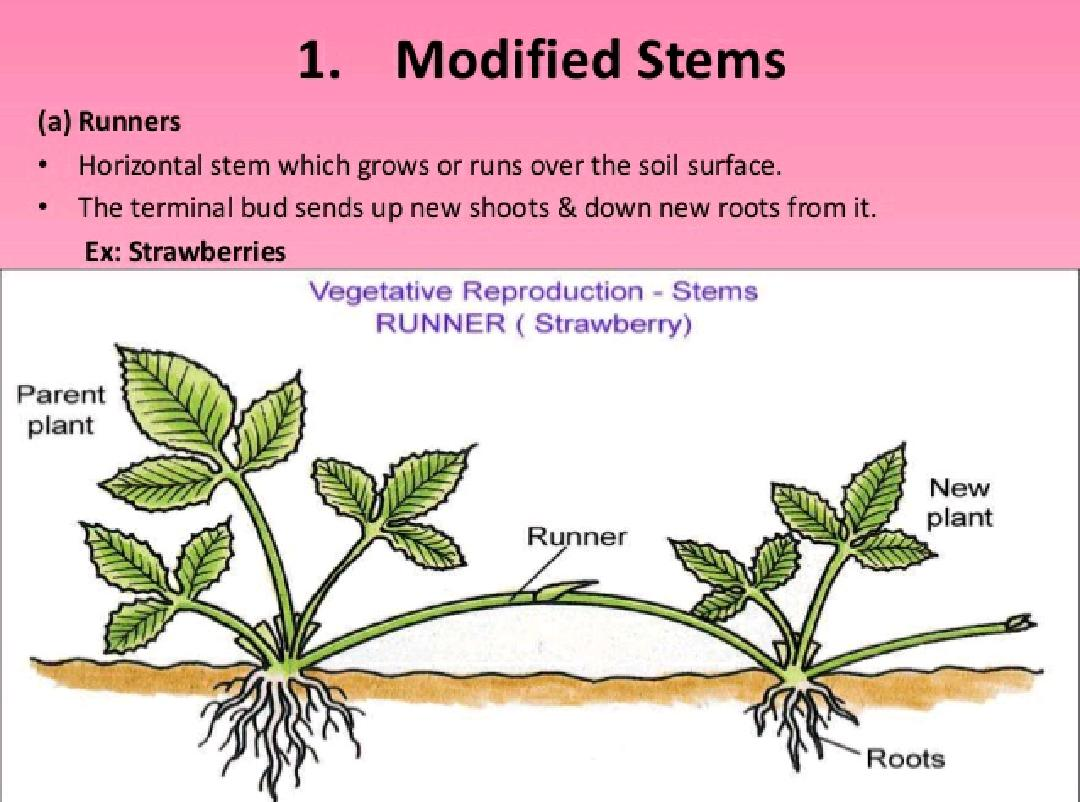 1. Modified Stems
(a) Runners
• Horizontal stem which grows or runs over the soil surface.
• The terminal bud sends up new shoots & down new roots from it.
Ex: Strawberries
Vegetative Reproduction - Stems
RUNNER ( Strawberry)
Parent
plant
New
plant
Runner
Roots